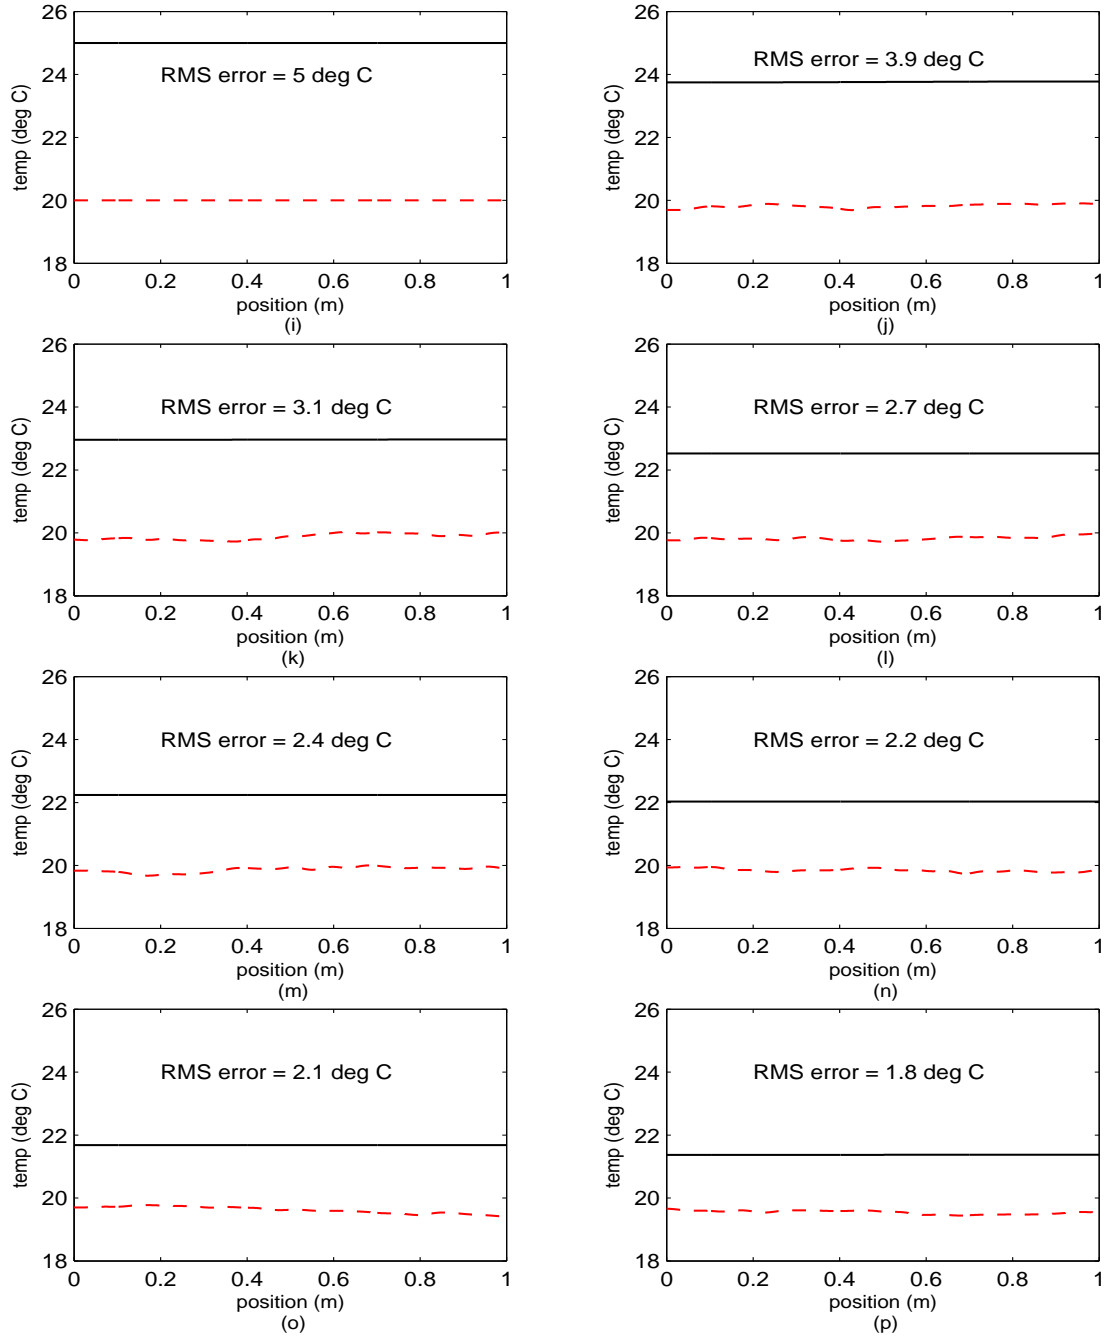 26
24
22
20
18
temp (deg C)
RMS error = 5 deg C
0 0.2 0.4 0.6 0.8 1
position (m)
(i)
26
24
22
20
18
temp (deg C)
RMS error = 3.9 deg C
0 0.2 0.4 0.6 0.8 1
position (m)
(j)
26
24
22
20
18
temp (deg C)
RMS error = 3.1 deg C
0 0.2 0.4 0.6 0.8 1
position (m)
(k)
26
24
22
20
18
temp (deg C)
RMS error = 2.7 deg C
0 0.2 0.4 0.6 0.8 1
position (m)
(l)
26
24
22
20
18
temp (deg C)
RMS error = 2.4 deg C
0 0.2 0.4 0.6 0.8 1
position (m)
(m)
26
24
22
20
18
temp (deg C)
RMS error = 2.2 deg C
0 0.2 0.4 0.6 0.8 1
position (m)
(n)
26
24
22
20
18
temp (deg C)
RMS error = 2.1 deg C
0 0.2 0.4 0.6 0.8 1
position (m)
(o)
26
24
22
20
18
temp (deg C)
RMS error = 1.8 deg C
0 0.2 0.4 0.6 0.8 1
position (m)
(p)